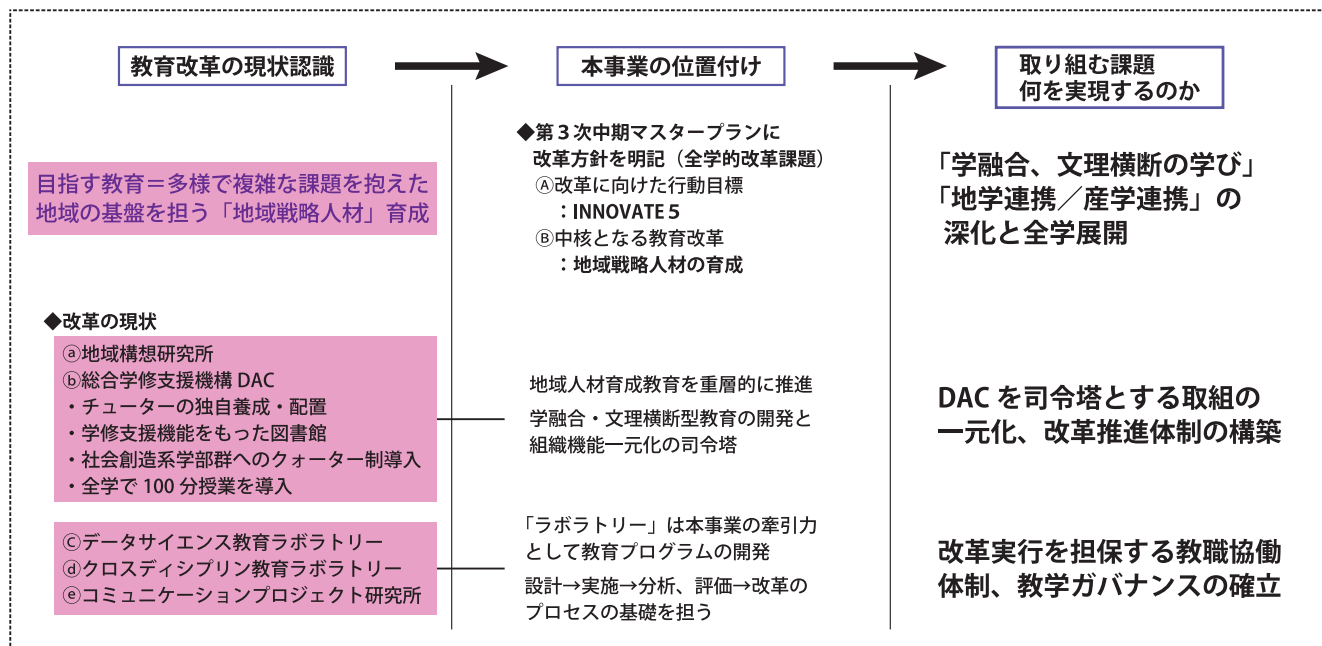 教育改革の現状認識
目指す教育＝多様で複雑な課題を抱えた
地域の基盤を担う「地域戦略人材」育成
◆改革の現状
ⓐ地域構想研究所
ⓑ総合学修支援機構 DAC
・チューターの独自養成・配置
・学修支援機能をもった図書館
・社会創造系学部群へのクォーター制導入
・全学で 100 分授業を導入
ⓒデータサイエンス教育ラボラトリー
ⓓクロスディシプリン教育ラボラトリー
ⓔコミュニケーションプロジェクト研究所
本事業の位置付け
◆第３次中期マスタープランに
改革方針を明記（全学的改革課題）
Ⓐ改革に向けた行動目標
：INNOVATE 5
Ⓑ中核となる教育改革
：地域戦略人材の育成
地域人材育成教育を重層的に推進
学融合・文理横断型教育の開発と
組織機能一元化の司令塔
「ラボラトリー」は本事業の牽引力
として教育プログラムの開発
設計→実施→分析、評価→改革の
プロセスの基礎を担う
取り組む課題
何を実現するのか
「学融合、文理横断の学び」
「地学連携／産学連携」の
深化と全学展開
DAC を司令塔とする取組の
一元化、改革推進体制の構築
改革実行を担保する教職協働
体制、教学ガバナンスの確立